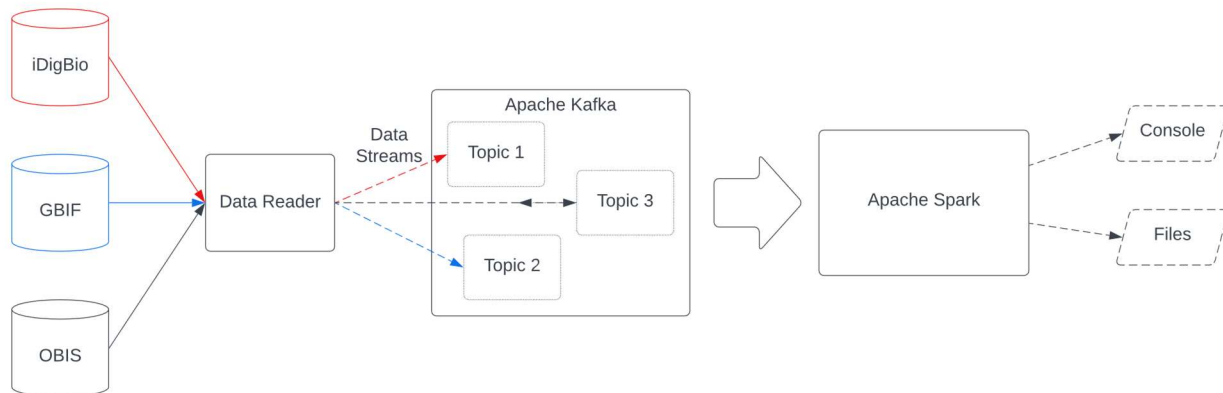 iDigBio
GBIF
OBIS
Data Reader
Data
Streams
Apache Kafka
Topic 1
Topic 3
Topic 2
Apache Spark
Console
Files